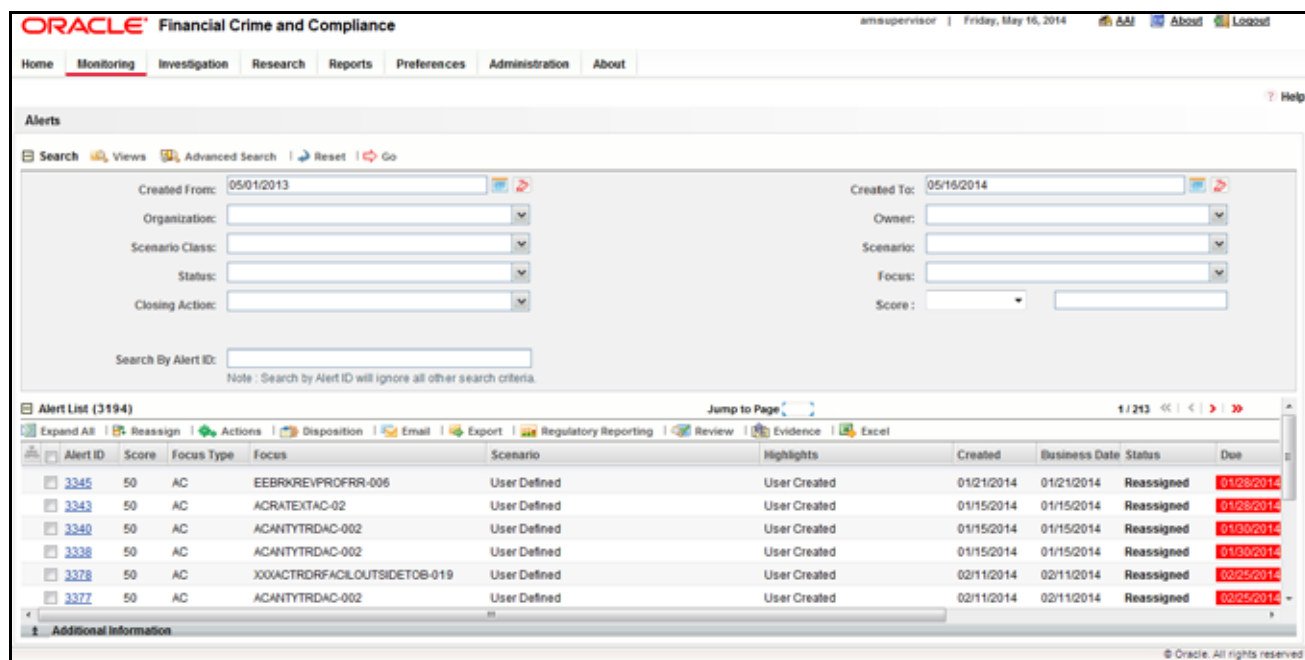 ORACLE® Financial Crime and Compliance
amsupervisor | Friday, May 16, 2014 AAI About Logout
Home Monitoring Investigation Research Reports Preferences Administration About
? Help
Alerts
Search Views Advanced Search | Reset | Go
Created From: 05/01/2013 Created To: 05/16/2014
Organization: Owner:
Scenario Class: Scenario:
Status: Focus:
Closing Action: Score :
Search By Alert ID:
Note : Search by Alert ID will ignore all other search criteria.
Alert List (3194) Jump to Page 1 / 213
Expand All | Reassign | Actions | Disposition | Email | Export | Regulatory Reporting | Review | Evidence | Excel
Alert ID Score Focus Type Focus Scenario Highlights Created Business Date Status Due
3345 50 AC EEBRKREVPROFRR-006 User Defined User Created 01/21/2014 01/21/2014 Reassigned 01/28/2014
3343 50 AC ACRATEXTAC-02 User Defined User Created 01/15/2014 01/15/2014 Reassigned 01/28/2014
3340 50 AC ACANTYTRDAC-002 User Defined User Created 01/15/2014 01/15/2014 Reassigned 01/30/2014
3338 50 AC ACANTYTRDAC-002 User Defined User Created 01/15/2014 01/15/2014 Reassigned 01/30/2014
3378 50 AC XXXACTRDRFACILOUTSIDETOB-019 User Defined User Created 02/11/2014 02/11/2014 Reassigned 02/25/2014
3377 50 AC ACANTYTRDAC-002 User Defined User Created 02/11/2014 02/11/2014 Reassigned 02/25/2014
Additional Information
© Oracle. All rights reserved